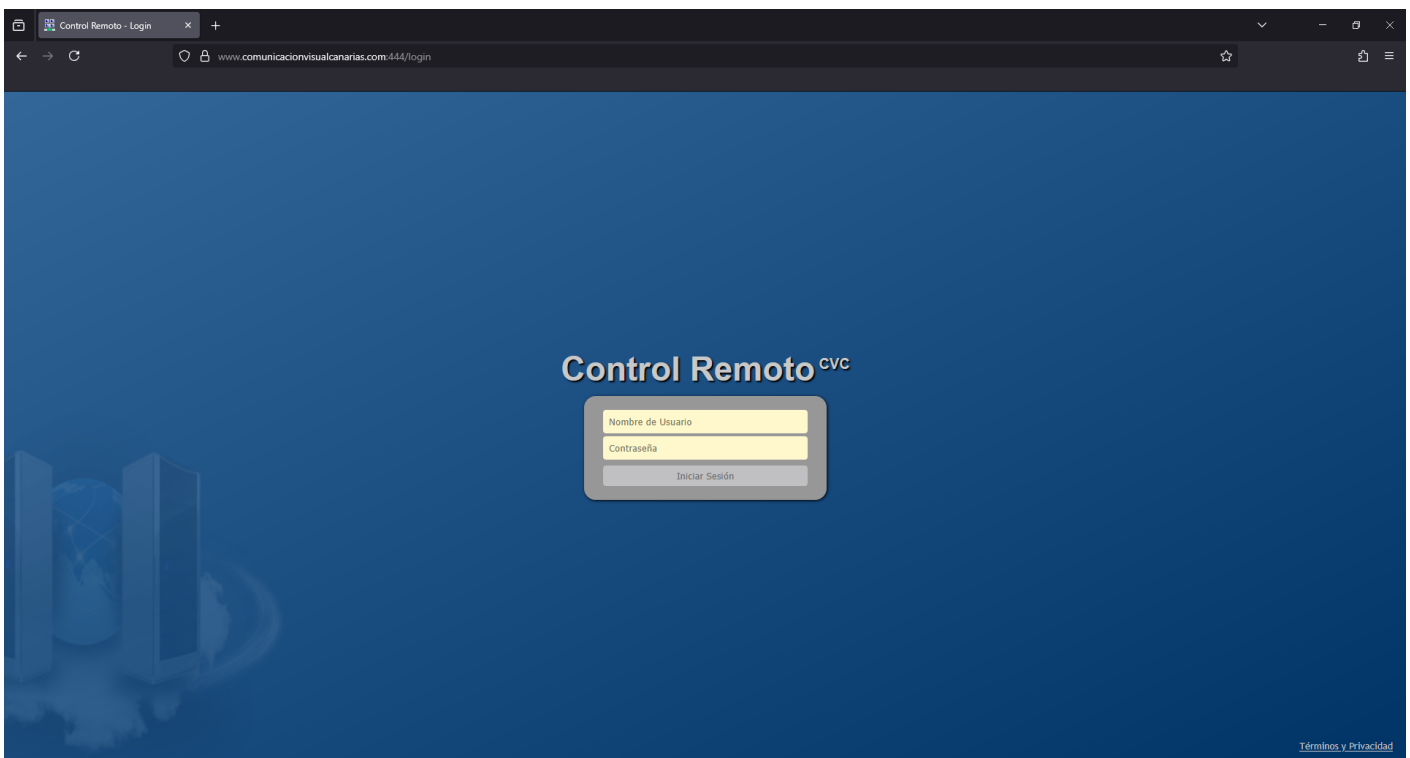 Control Remoto - Login
www.comunicacionvisualcanarias.com:444/login
Control Remoto CVC
Nombre de Usuario
Contraseña
Iniciar Sesión
Términos y Privacidad